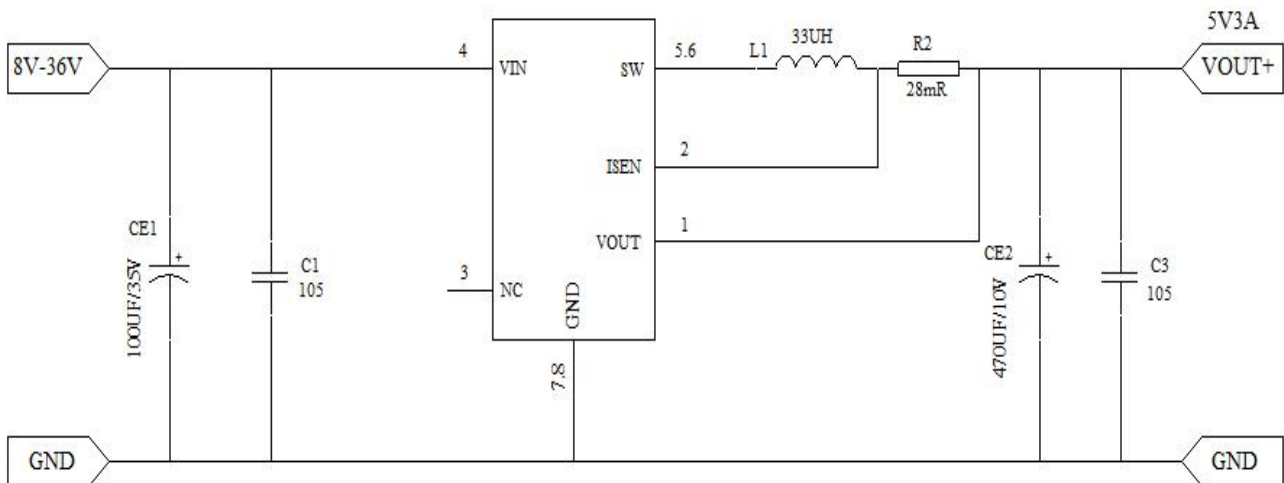 5V3A
8V-36V
4
VIN
SW
5.6
L1
33UH
R2
28mR
VOUT+
ISEN
2
VOUT
1
CE1
+
100UF/35V
C1
105
3
NC
GND
7.8
CE2
+
470UF/10V
C3
105
GND
GND